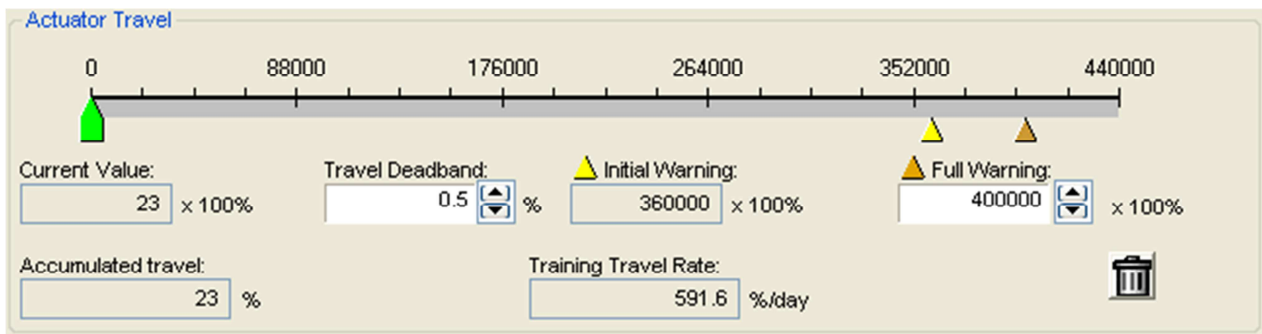 Actuator Travel
0 88000 176000 264000 352000 440000
Current Value: Travel Deadband: Initial Warning: Full Warning:
23 x 100% 0.5 % 360000 x 100% 400000 x 100%
Accumulated travel: Training Travel Rate:
23 % 591.6 %/day